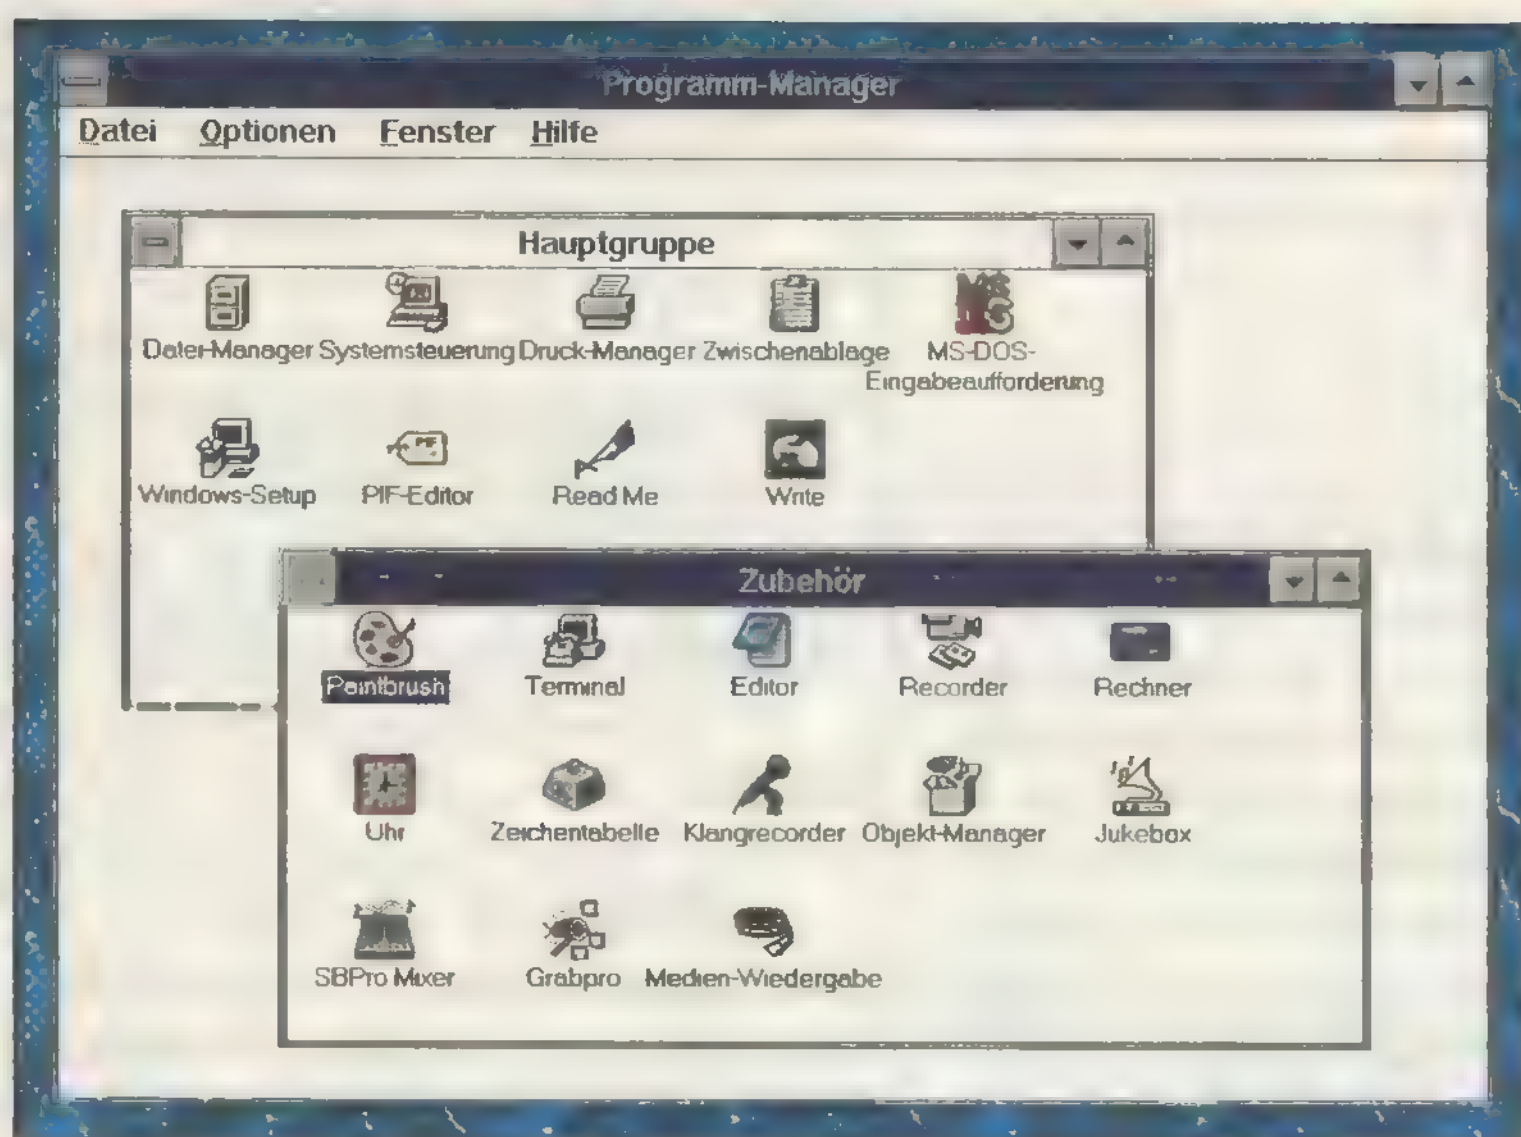 Programm-Manager
Datei Optionen Fenster Hilfe
Hauptgruppe
Datei-Manager Systemsteuerung Druck-Manager Zwischenablage MS-DOS-
Eingabeaufforderung
Windows-Setup PIF-Editor Read Me Write
Zubehör
Paintbrush Terminal Editor Recorder Rechner
Uhr Zeichentabelle Klangrecorder Objekt-Manager Jukebox
SBPro Mixer Grabpro Medien-Wiedergabe